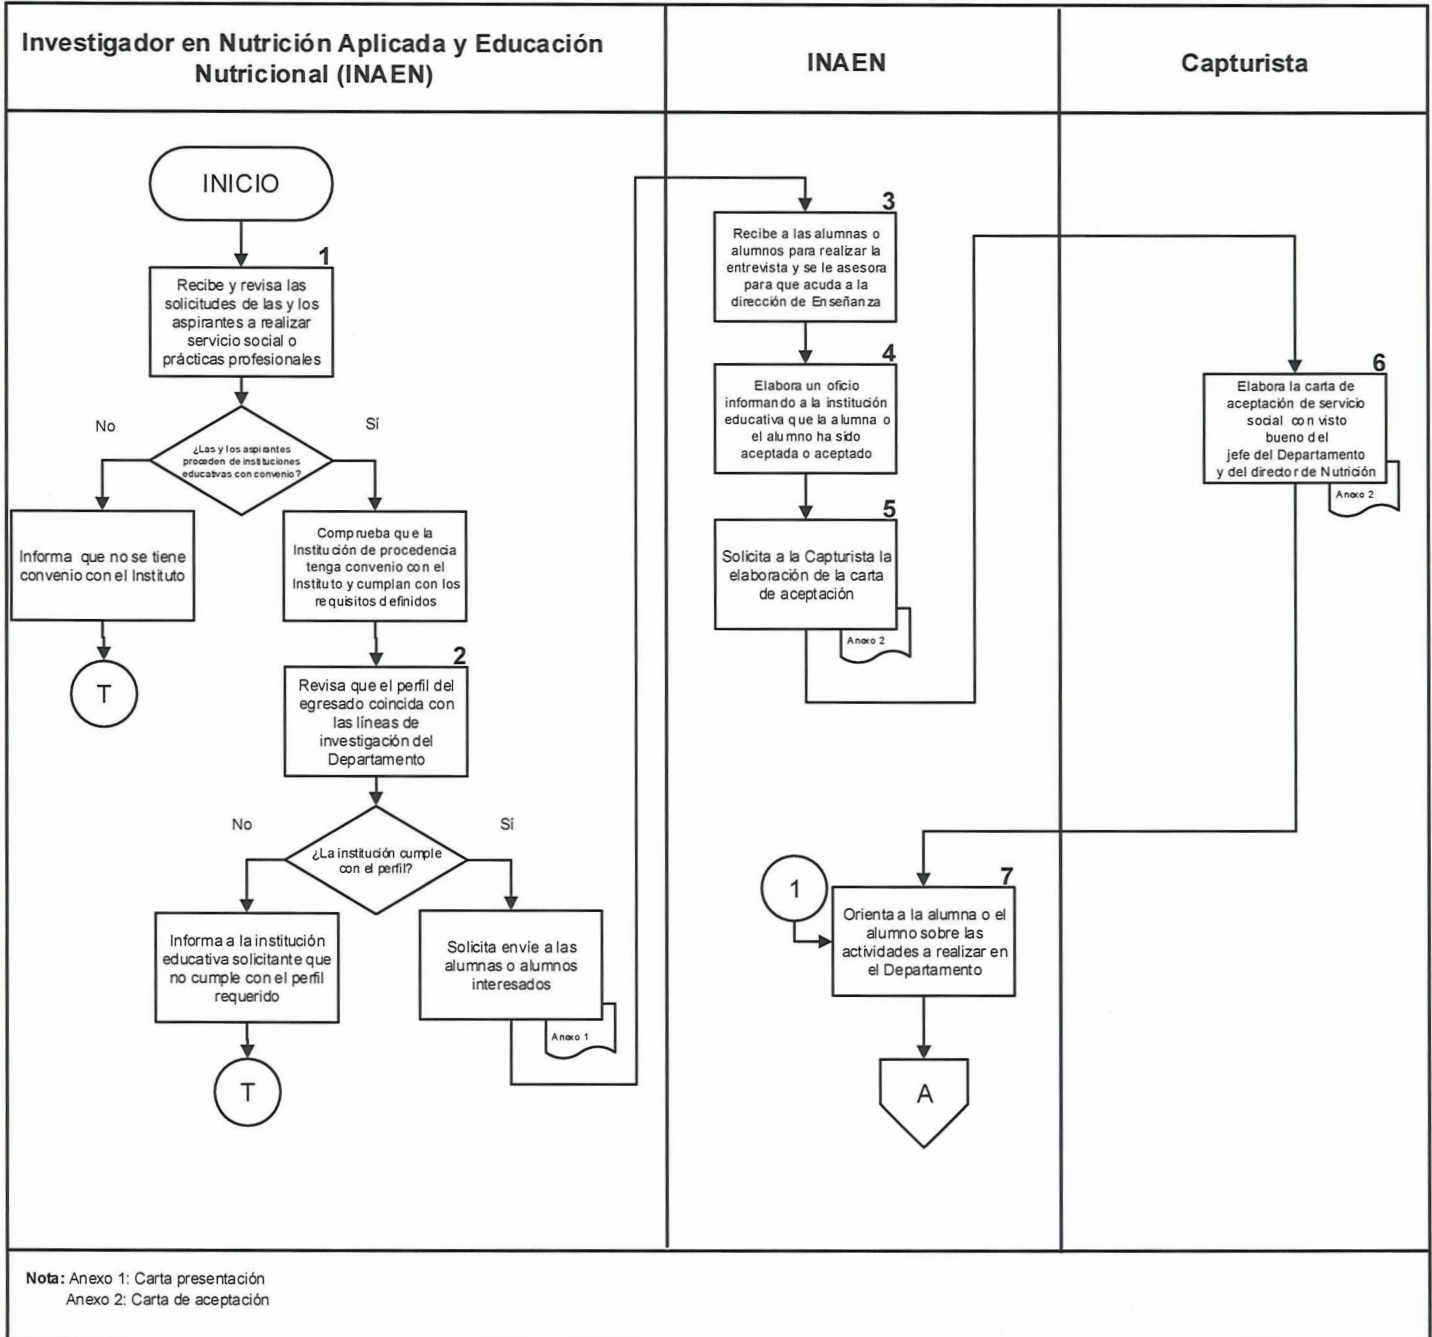 Investigador en Nutrición Aplicada y Educación
Nutricional (INAEN)
INAEN
Capturista
INICIO
1
Recibe y revisa las
solicitudes de las y los
aspirantes a realizar
servicio social o
prácticas profesionales
No
Sí
¿Las y los aspirantes
proceden de instituciones
educativas con convenio?
Informa que no se tiene
convenio con el Instituto
T
Comprueba que la
Institución de procedencia
tenga convenio con el
Instituto y cumplan con los
requisitos definidos
2
Revisa que el perfil del
egresado coincida con
las líneas de
investigación del
Departamento
No
Sí
¿La institución cumple
con el perfil?
Informa a la institución
educativa solicitante que
no cumple con el perfil
requerido
T
Solicita envíe a las
alumnas o alumnos
interesados
Anexo 1
3
Recibe a las alumnas o
alumnos para realizar la
entrevista y se le asesora
para que acuda a la
dirección de Enseñanza
4
Elabora un oficio
informando a la institución
educativa que la alumna o
el alumno ha sido
aceptada o aceptado
5
Solicita a la Capturista la
elaboración de la carta
de aceptación
Anexo 2
6
Elabora la carta de
aceptación de servicio
social con visto
bueno del
jefe del Departamento
y del director de Nutrición
Anexo 2
1
7
Orienta a la alumna o el
alumno sobre las
actividades a realizar en
el Departamento
A
Nota: Anexo 1: Carta presentación
Anexo 2: Carta de aceptación